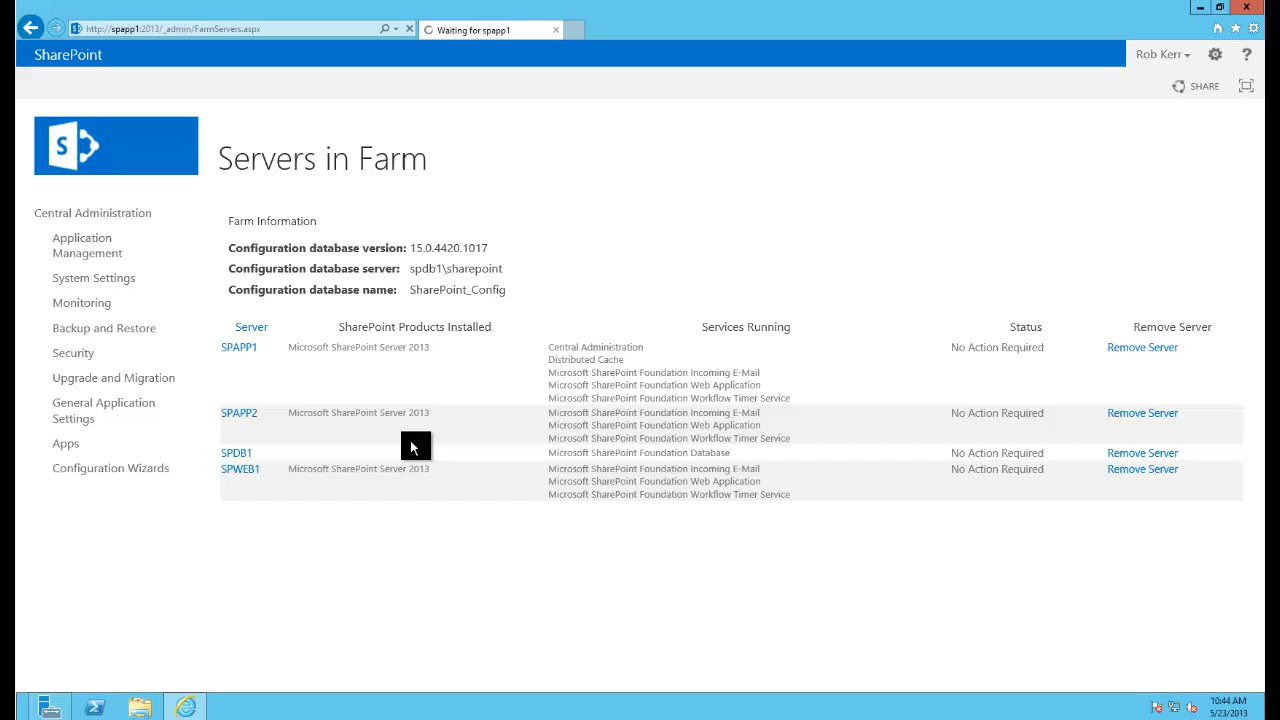 http://spapp1:2013/_admin/FarmServers.aspx
Waiting for spapp1
SharePoint
Rob Kerr
?
SHARE
S
Servers in Farm
Central Administration
Application
Management
System Settings
Monitoring
Backup and Restore
Security
Upgrade and Migration
General Application
Settings
Apps
Configuration Wizards
Farm Information
Configuration database version: 15.0.4420.1017
Configuration database server: spdb1\sharepoint
Configuration database name: SharePoint_Config
Server SharePoint Products Installed Services Running Status Remove Server
SPAPP1 Microsoft SharePoint Server 2013 Central Administration No Action Required Remove Server
Distributed Cache
Microsoft SharePoint Foundation Incoming E-Mail
Microsoft SharePoint Foundation Web Application
Microsoft SharePoint Foundation Workflow Timer Service
SPAPP2 Microsoft SharePoint Server 2013 Microsoft SharePoint Foundation Incoming E-Mail No Action Required Remove Server
Microsoft SharePoint Foundation Web Application
Microsoft SharePoint Foundation Workflow Timer Service
SPDB1 Microsoft SharePoint Foundation Database No Action Required Remove Server
SPWEB1 Microsoft SharePoint Server 2013 Microsoft SharePoint Foundation Incoming E-Mail No Action Required Remove Server
Microsoft SharePoint Foundation Web Application
Microsoft SharePoint Foundation Workflow Timer Service
10:44 AM
5/23/2013